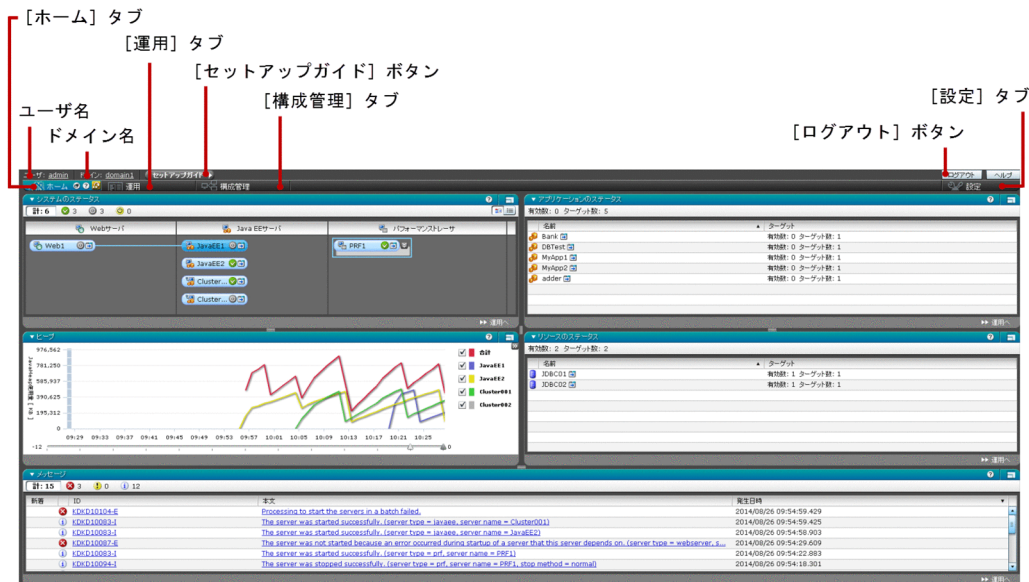 [ホーム] タブ
[運用] タブ
[セットアップガイド] ボタン
[構成管理] タブ
[設定] タブ
ユーザ名
ドメイン名
[ログアウト] ボタン
ユーザ: admin ドメイン: domain1 セットアップガイド ログアウト ヘルプ
ホーム 運用 構成管理 設定
システムのステータス
計: 6 3 3 0
Webサーバ Java EEサーバ パフォーマンストレーサ
Web1 JavaEE1 PRF1
JavaEE2
Cluster...
Cluster...
運用へ
アプリケーションのステータス
有効数: 0 ターゲット数: 5
名前 ターゲット
Bank 有効数: 0 ターゲット数: 1
DBTest 有効数: 0 ターゲット数: 1
MyApp1 有効数: 0 ターゲット数: 1
MyApp2 有効数: 0 ターゲット数: 1
adder 有効数: 0 ターゲット数: 1
運用へ
ヒープ
976,562
781,250
585,937
390,625
195,312
0
09:29 09:33 09:37 09:41 09:45 09:49 09:53 09:57 10:01 10:05 10:09 10:13 10:17 10:21 10:25
-12 0
合計
JavaEE1
JavaEE2
Cluster001
Cluster002
リソースのステータス
有効数: 2 ターゲット数: 2
名前 ターゲット
JDBC01 有効数: 1 ターゲット数: 1
JDBC02 有効数: 1 ターゲット数: 1
運用へ
メッセージ
計: 15 3 0 12
新着 ID 本文 発生日時
KDKD10104-E Processing to start the servers in a batch failed. 2014/08/26 09:54:59.429
KDKD10083-I The server was started successfully. (server type = javaee, server name = Cluster001) 2014/08/26 09:54:59.425
KDKD10083-I The server was started successfully. (server type = javaee, server name = JavaEE2) 2014/08/26 09:54:58.903
KDKD10087-E The server was not started because an error occurred during startup of a server that this server depends on. (server type = webserver, s... 2014/08/26 09:54:29.609
KDKD10083-I The server was started successfully. (server type = prf, server name = PRF1) 2014/08/26 09:54:22.883
KDKD10094-I The server was stopped successfully. (server type = prf, server name = PRF1, stop method = normal) 2014/08/26 09:54:18.301
運用へ